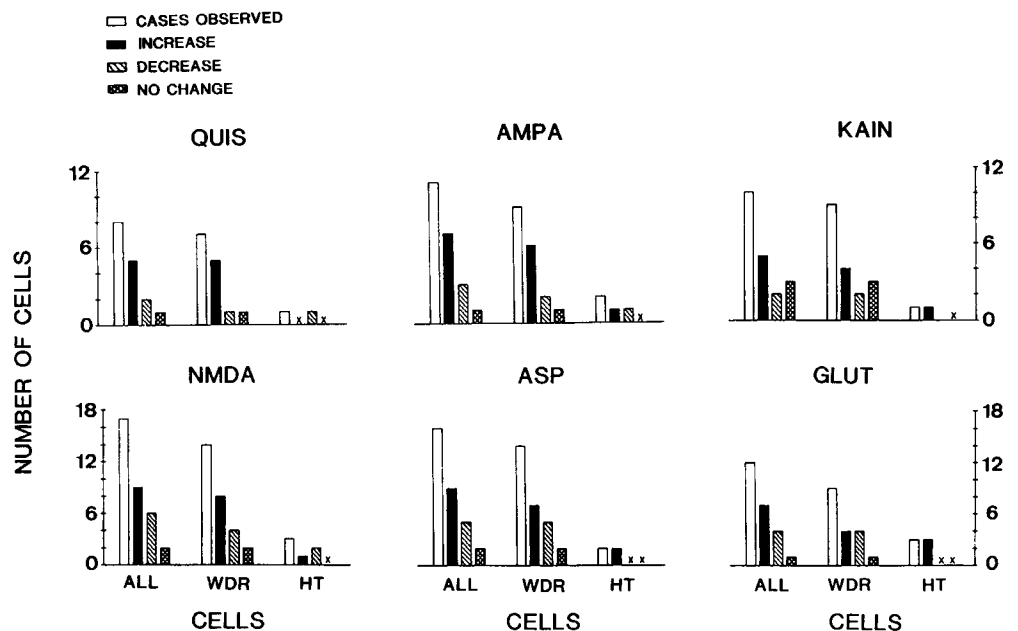 CASES OBSERVED
INCREASE
DECREASE
NO CHANGE
QUIS
AMPA
KAIN
12
6
0
x
x
x
12
6
0
x
NUMBER OF CELLS
NMDA
ASP
GLUT
18
12
6
0
x
x x
x x
18
12
6
0
ALL WDR HT
ALL WDR HT
ALL WDR HT
CELLS
CELLS
CELLS